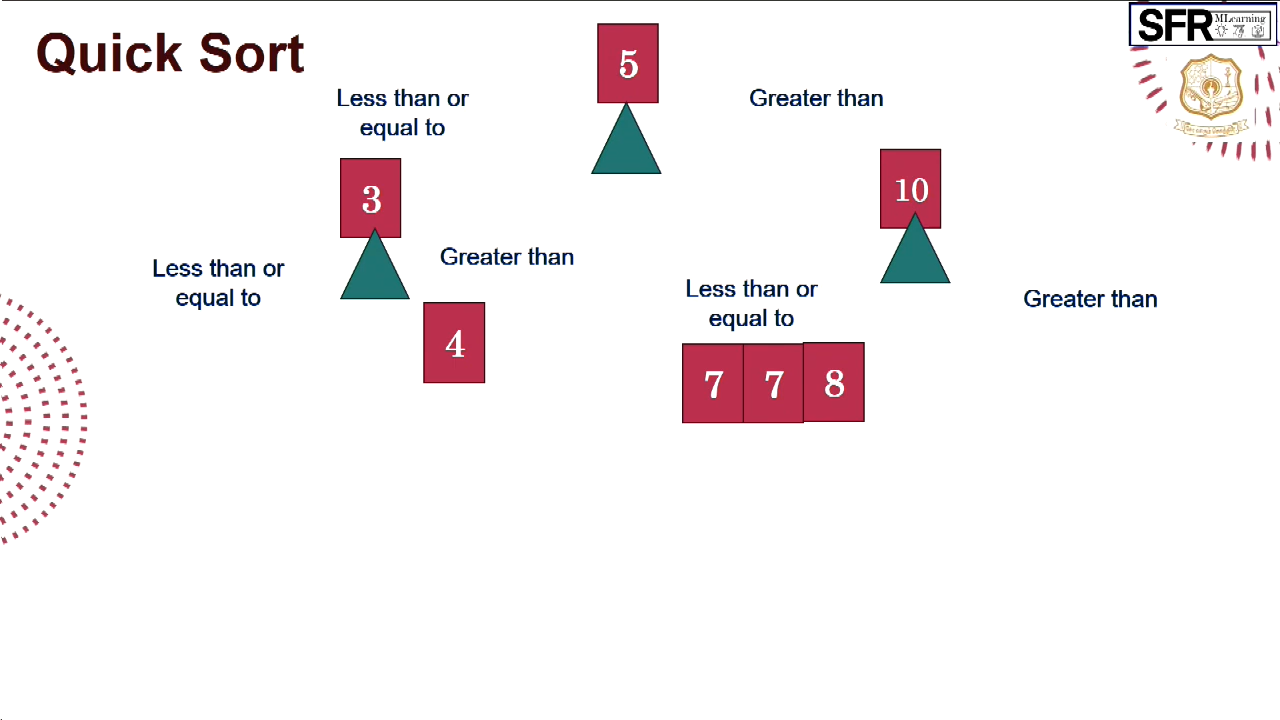 Quick Sort
SFR
MLearning
5
Less than or
equal to
Greater than
3
10
Less than or
equal to
Greater than
Less than or
equal to
Greater than
4
7 7 8